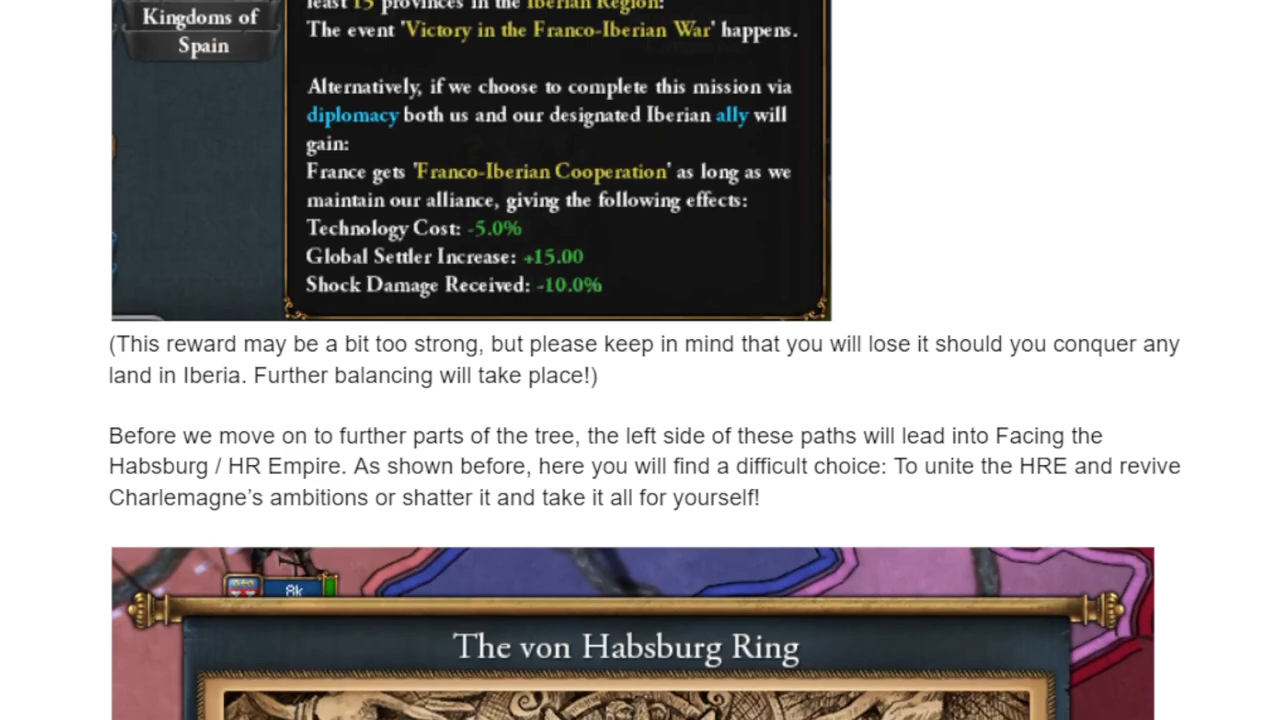 Kingdoms of
Spain
least 15 provinces in the Iberian Region:
The event 'Victory in the Franco-Iberian War' happens.
Alternatively, if we choose to complete this mission via
diplomacy both us and our designated Iberian ally will
gain:
France gets 'Franco-Iberian Cooperation' as long as we
maintain our alliance, giving the following effects:
Technology Cost: -5.0%
Global Settler Increase: +15.00
Shock Damage Received: -10.0%
(This reward may be a bit too strong, but please keep in mind that you will lose it should you conquer any
land in Iberia. Further balancing will take place!)
Before we move on to further parts of the tree, the left side of these paths will lead into Facing the
Habsburg / HR Empire. As shown before, here you will find a difficult choice: To unite the HRE and revive
Charlemagne’s ambitions or shatter it and take it all for yourself!
8k
The von Habsburg Ring